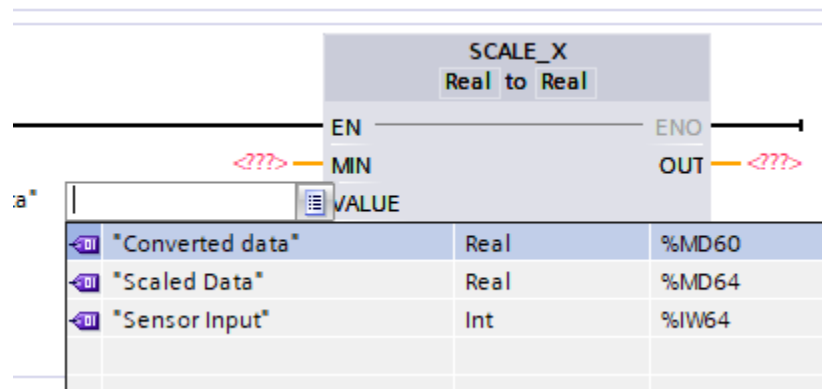 SCALE_X
Real to Real
EN ENO
<???> MIN OUT <???>
a" VALUE
"Converted data" Real %MD60
"Scaled Data" Real %MD64
"Sensor Input" Int %IW64